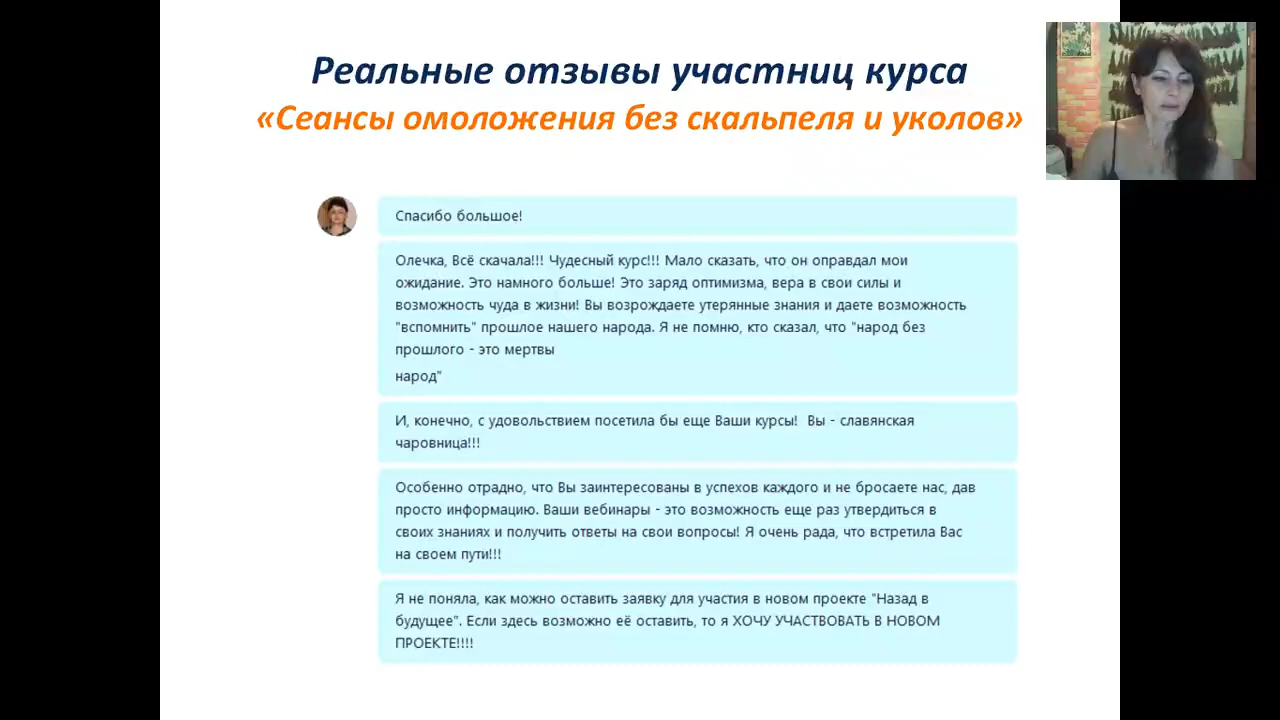 Реальные отзывы участниц курса
«Сеансы омоложения без скальпеля и уколов»
Спасибо большое!
Олечка, Всё скачала!!! Чудесный курс!!! Мало сказать, что он оправдал мои
ожидание. Это намного больше! Это заряд оптимизма, вера в свои силы и
возможность чуда в жизни! Вы возрождаете утерянные знания и даете возможность
"вспомнить" прошлое нашего народа. Я не помню, кто сказал, что "народ без
прошлого - это мертвы
народ"
И, конечно, с удовольствием посетила бы еще Ваши курсы!  Вы - славянская
чаровница!!!
Особенно отрадно, что Вы заинтересованы в успехов каждого и не бросаете нас, дав
просто информацию. Ваши вебинары - это возможность еще раз утвердиться в
своих знаниях и получить ответы на свои вопросы! Я очень рада, что встретила Вас
на своем пути!!!
Я не поняла, как можно оставить заявку для участия в новом проекте "Назад в
будущее". Если здесь возможно её оставить, то я ХОЧУ УЧАСТВОВАТЬ В НОВОМ
ПРОЕКТЕ!!!!